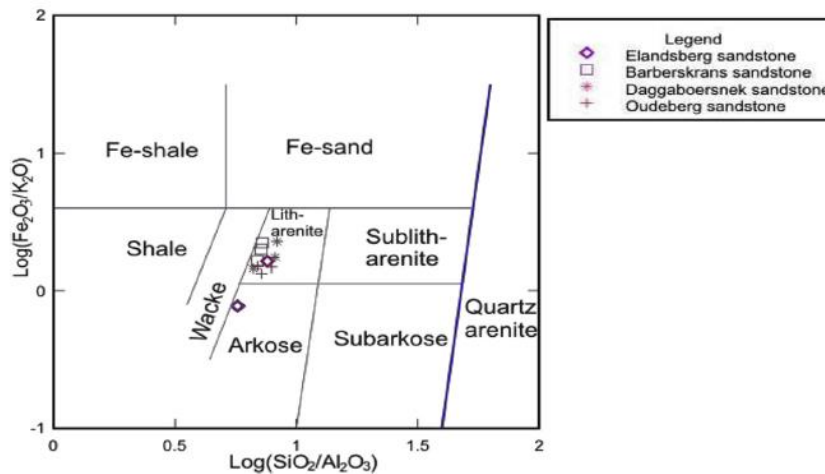 2
Legend
Elandsberg sandstone
Barberskrans sandstone
Daggaboersnek sandstone
Oudeberg sandstone
Log(Fe₂O₃/K₂O)
1
Fe-shale
Fe-sand
Shale
Wacke
Lith-
arenite
Sublith-
arenite
0
Arkose
Subarkose
Quartz
arenite
-1
0
0.5
1.0
1.5
2
Log(SiO₂/Al₂O₃)